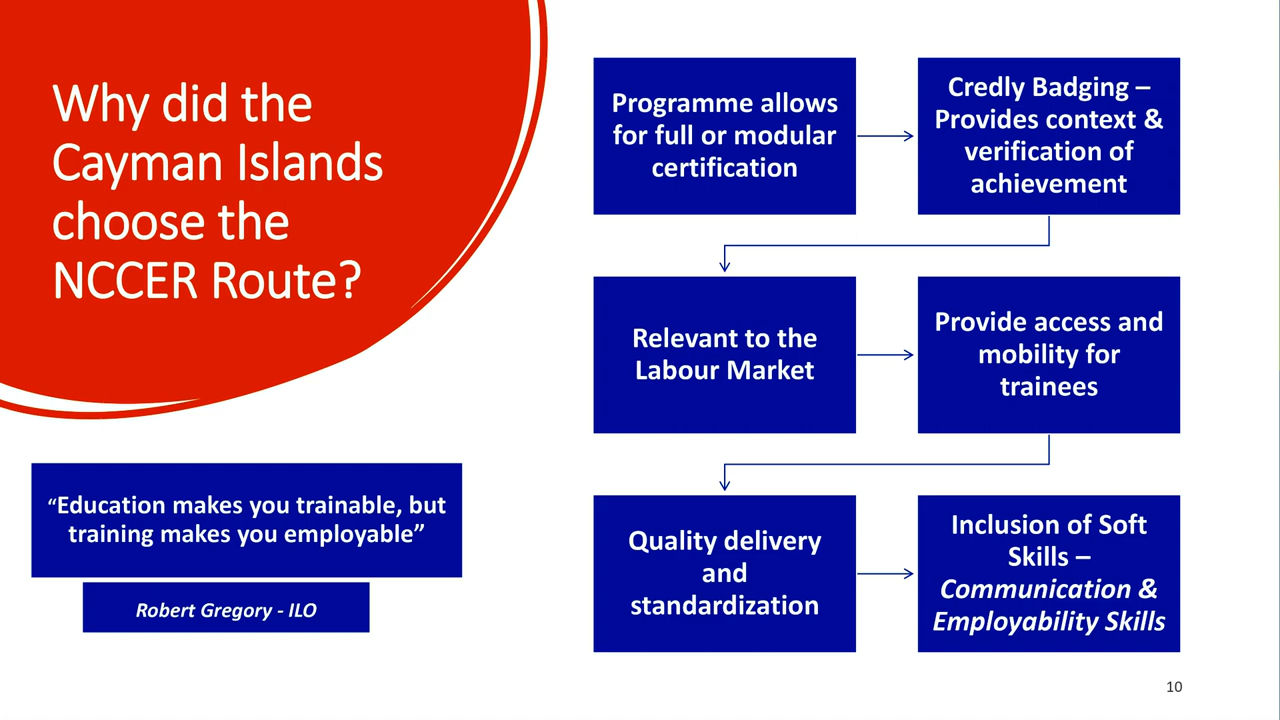 Why did the
Cayman Islands
choose the
NCCER Route?
“Education makes you trainable, but
training makes you employable”
Robert Gregory - ILO
Programme allows
for full or modular
certification
Credly Badging –
Provides context &
verification of
achievement
Relevant to the
Labour Market
Provide access and
mobility for
trainees
Quality delivery
and
standardization
Inclusion of Soft
Skills –
Communication &
Employability Skills
10